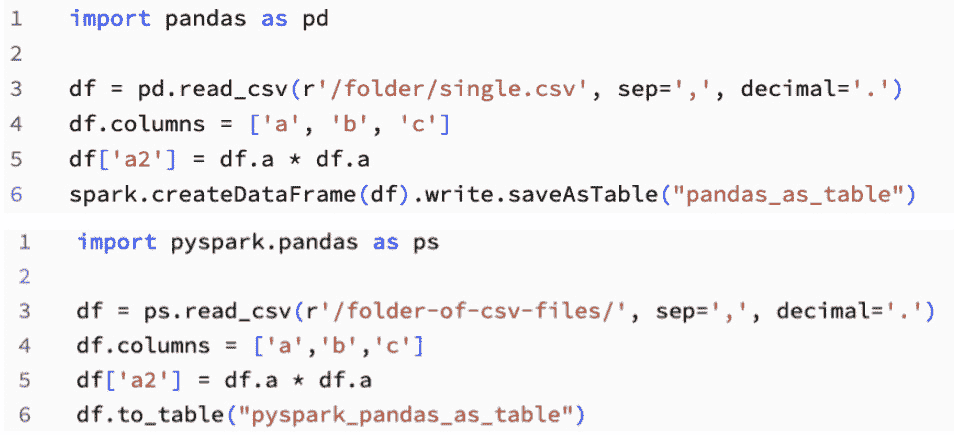 1 import pandas as pd
2
3 df = pd.read_csv(r'/folder/single.csv', sep=',', decimal='.')
4 df.columns = ['a', 'b', 'c']
5 df['a2'] = df.a * df.a
6 spark.createDataFrame(df).write.saveAsTable("pandas_as_table")
1 import pyspark.pandas as ps
2
3 df = ps.read_csv(r'/folder-of-csv-files/', sep=',', decimal='.')
4 df.columns = ['a','b','c']
5 df['a2'] = df.a * df.a
6 df.to_table("pyspark_pandas_as_table")